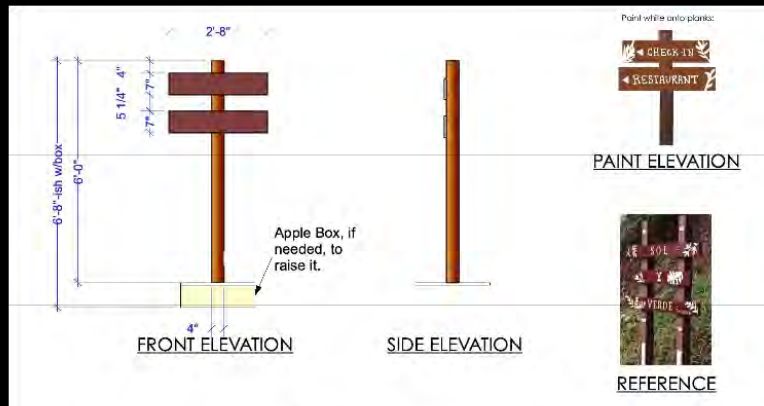 2'-8"
4"
7"
5 1/4"
7"
6'-8"-ish w/box
6'-0"
Apple Box, if
needed, to
raise it.
4"
FRONT ELEVATION
SIDE ELEVATION
Paint white onto planks:
CHECK-IN
RESTAURANT
PAINT ELEVATION
SOL
Y
VERDE
REFERENCE